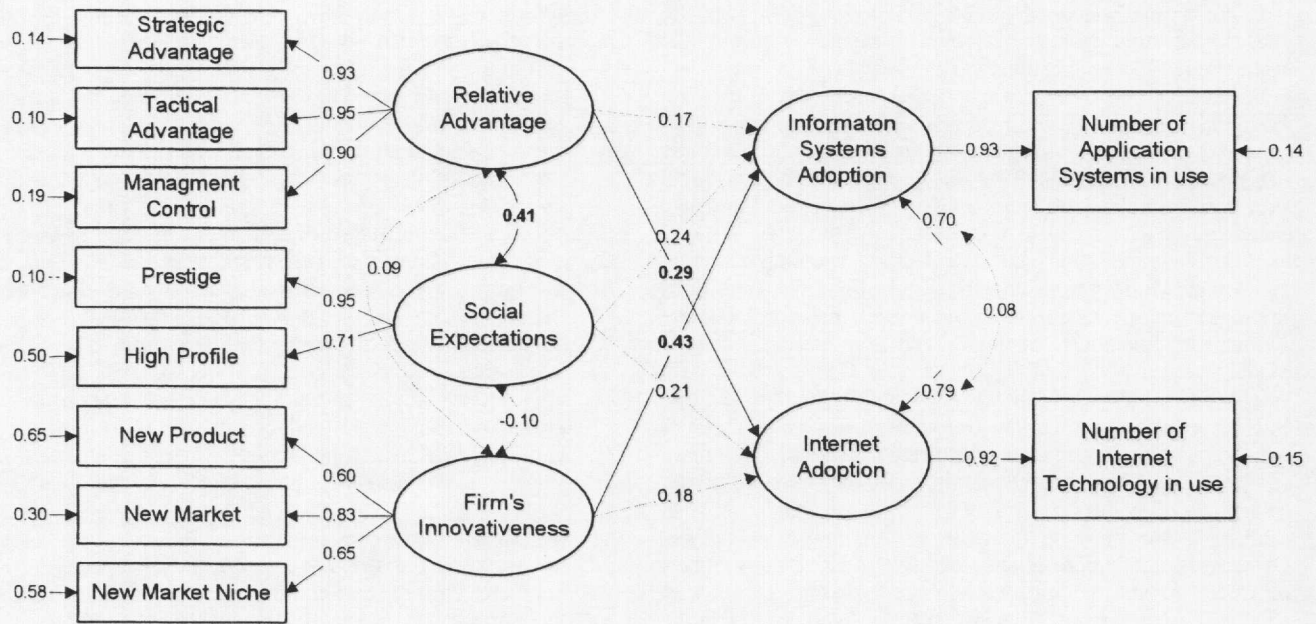 0.14
Strategic
Advantage
0.10
Tactical
Advantage
0.19
Managment
Control
0.10
Prestige
0.50
High Profile
0.65
New Product
0.30
New Market
0.58
New Market Niche
0.93
0.95
0.90
0.95
0.71
0.60
0.83
0.65
Relative
Advantage
0.41
0.09
Social
Expectations
-0.10
Firm's
Innovativeness
0.17
0.24
0.29
0.43
0.21
0.18
Informaton
Systems
Adoption
0.70
0.08
0.79
Internet
Adoption
0.93
Number of
Application
Systems in use
0.14
0.92
Number of
Internet
Technology in use
0.15